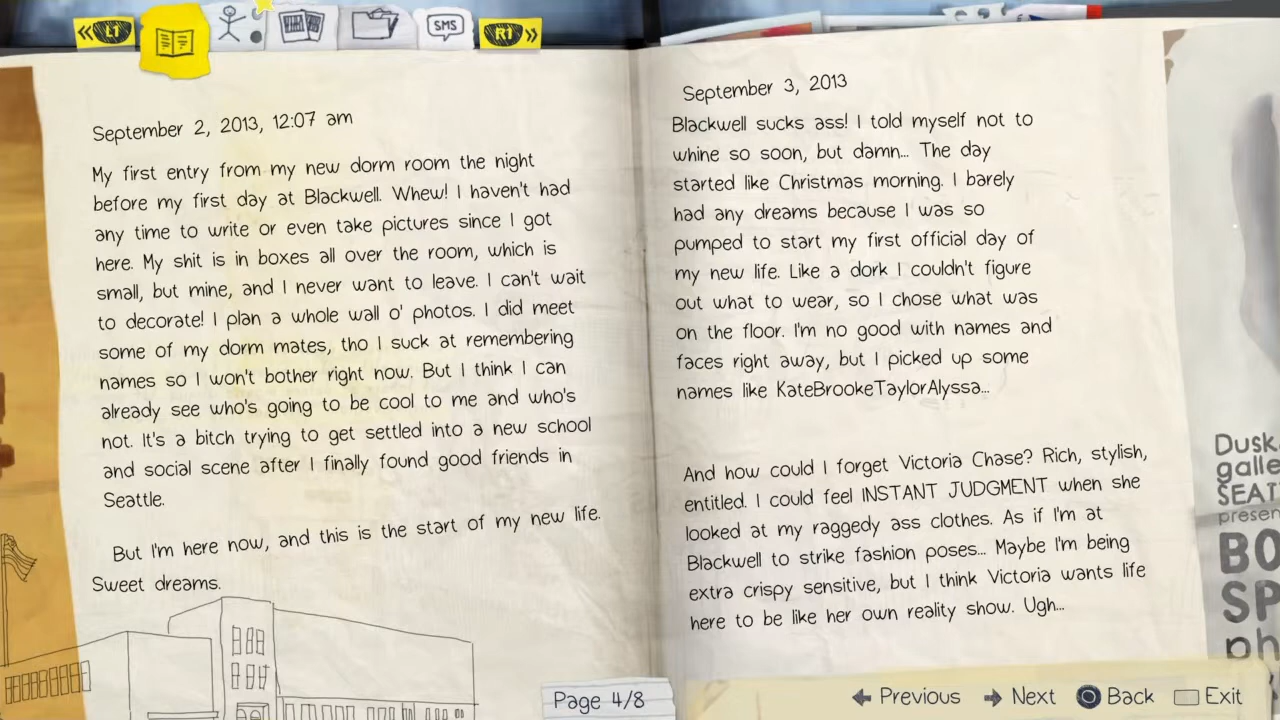 L1
SMS
R1
September 2, 2013, 12:07 am
My first entry from my new dorm room the night
before my first day at Blackwell. Whew! I haven't had
any time to write or even take pictures since I got
here. My shit is in boxes all over the room, which is
small, but mine, and I never want to leave. I can't wait
to decorate! I plan a whole wall o' photos. I did meet
some of my dorm mates, tho I suck at remembering
names so I won't bother right now. But I think I can
already see who's going to be cool to me and who's
not. It's a bitch trying to get settled into a new school
and social scene after I finally found good friends in
Seattle.
But I'm here now, and this is the start of my new life.
Sweet dreams.
September 3, 2013
Blackwell sucks ass! I told myself not to
whine so soon, but damn... The day
started like Christmas morning. I barely
had any dreams because I was so
pumped to start my first official day of
my new life. Like a dork I couldn't figure
out what to wear, so I chose what was
on the floor. I'm no good with names and
faces right away, but I picked up some
names like KateBrookeTaylorAlyssa...
And how could I forget Victoria Chase? Rich, stylish,
entitled. I could feel INSTANT JUDGMENT when she
looked at my raggedy ass clothes. As if I'm at
Blackwell to strike fashion poses... Maybe I'm being
extra crispy sensitive, but I think Victoria wants life
here to be like her own reality show. Ugh...
Dusk
galle
SEAT
presen
BO
SP
ph
Page 4/8
Previous
Next
Back
Exit